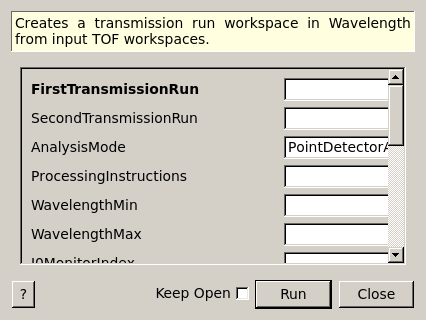 Creates a transmission run workspace in Wavelength
from input TOF workspaces.
FirstTransmissionRun
SecondTransmissionRun
AnalysisMode PointDetectorA
ProcessingInstructions
WavelengthMin
WavelengthMax
I0MonitorIndex
? Keep Open Run Close